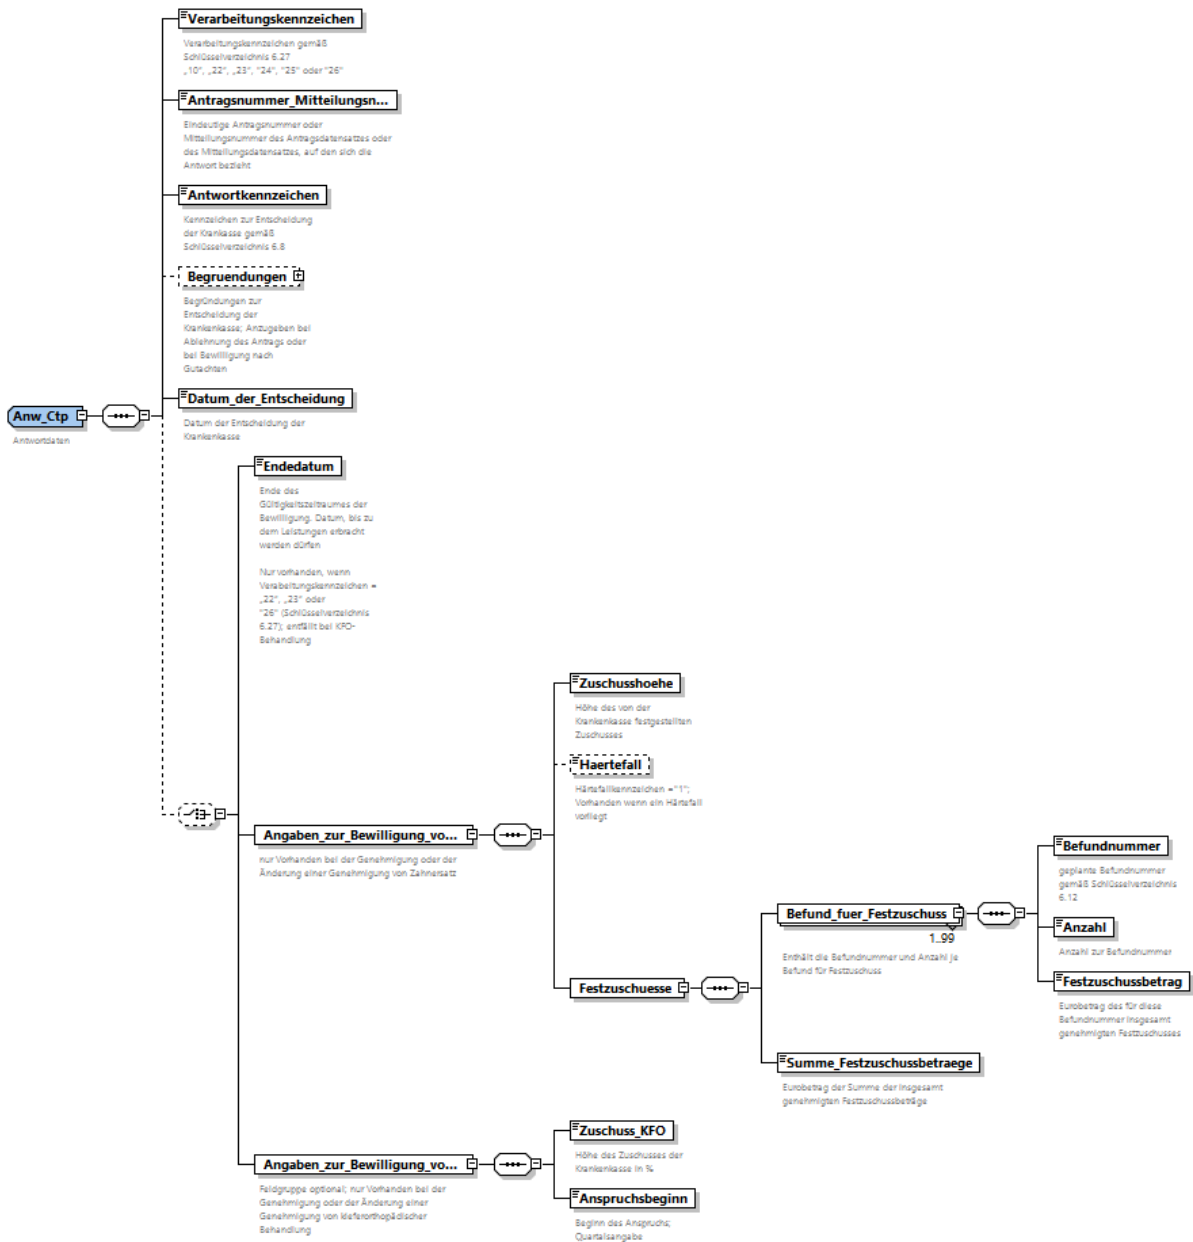 Verarbeitungskennzeichen
Verarbeitungskennzeichen gemäß
Schlüsselverzeichnis 6.27
„10", „22", „23", "24", "25" oder "26"
Antragsnummer_Mitteilungsn...
Eindeutige Antragsnummer oder
Mitteilungsnummer des Antragsdatensatzes oder
des Mitteilungsdatensatzes, auf den sich die
Antwort bezieht
Antwortkennzeichen
Kennzeichen zur Entscheidung
der Krankasse gemäß
Schlüsselverzeichnis 6.8
Begruendungen
Begründungen zur
Entscheidung der
Krankenkasse; Anzugeben bei
Ablehnung des Antrags oder
bei Bewilligung nach
Gutachten
Datum_der_Entscheidung
Datum der Entscheidung der
Krankenkasse
Anw_Ctp
Antwortdaten
Endedatum
Ende des
Gültigkeitszeitraumes der
Bewilligung. Datum, bis zu
dem Leistungen erbracht
werden dürfen
Nur vorhanden, wenn
Verabeitungskennzeichen =
„22", „23" oder
"26" (Schlüsselverzeichnis
6.27); entfällt bei KFO-
Behandlung
Angaben_zur_Bewilligung_vo...
nur Vorhanden bei der Genehmigung oder der
Änderung einer Genehmigung von Zahnersatz
Zuschusshoehe
Höhe des von der
Krankenkasse festgestellten
Zuschusses
Haertefall
Härtefallkennzeichen ="1";
Vorhanden wenn ein Härtefall
vorliegt
Festzuschuesse
Befund_fuer_Festzuschuss
1..99
Enthält die Befundnummer und Anzahl je
Befund für Festzuschuss
Befundnummer
geplante Befundnummer
gemäß Schlüsselverzeichnis
6.12
Anzahl
Anzahl zur Befundnummer
Festzuschussbetrag
Eurobetrag des für diese
Befundnummer insgesamt
genehmigten Festzuschusses
Summe_Festzuschussbetraege
Eurobetrag der Summe der insgesamt
genehmigten Festzuschussbeträge
Angaben_zur_Bewilligung_vo...
Feldgruppe optional; nur Vorhanden bei der
Genehmigung oder der Änderung einer
Genehmigung von kieferorthopädischer
Behandlung
Zuschuss_KFO
Höhe des Zuschusses der
Krankenkasse in %
Anspruchsbeginn
Beginn des Anspruchs;
Quartalsangabe